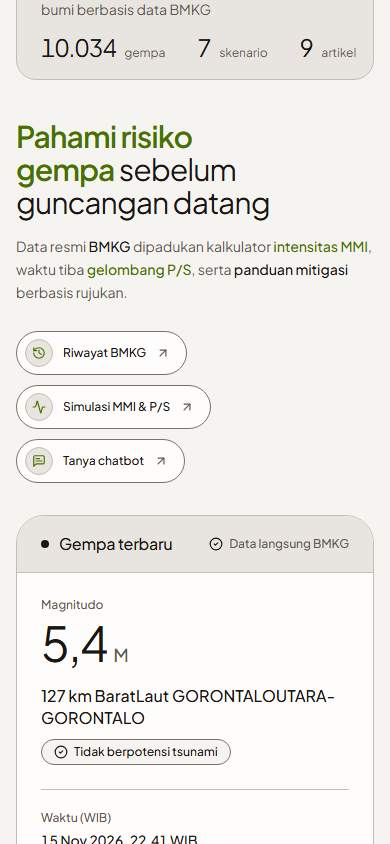 bumi berbasis data BMKG
10.034 gempa 7 skenario 9 artikel
Pahami risiko
gempa sebelum
guncangan datang
Data resmi BMKG dipadukan kalkulator intensitas MMI,
waktu tiba gelombang P/S, serta panduan mitigasi
berbasis rujukan.
Riwayat BMKG
Simulasi MMI & P/S
Tanya chatbot
Gempa terbaru Data langsung BMKG
Magnitudo
5,4 M
127 km BaratLaut GORONTALOUTARA-
GORONTALO
Tidak berpotensi tsunami
Waktu (WIB)
15 Nov 2026, 22.41 WIB